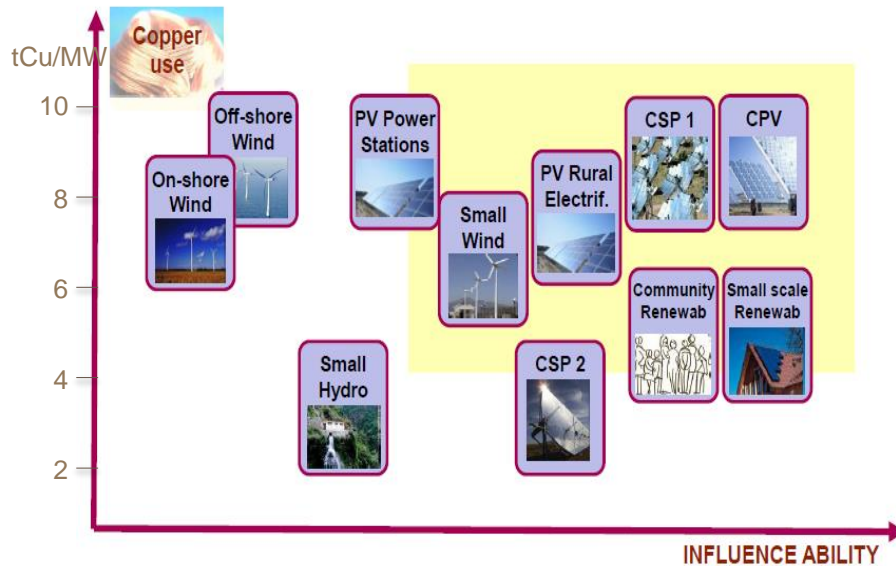 Copper
use
tCu/MW
10
8
6
4
2
Off-shore
Wind
On-shore
Wind
PV Power
Stations
Small
Wind
PV Rural
Electrif.
CSP 1
CPV
Community
Renewab
Small scale
Renewab
Small
Hydro
CSP 2
INFLUENCE ABILITY